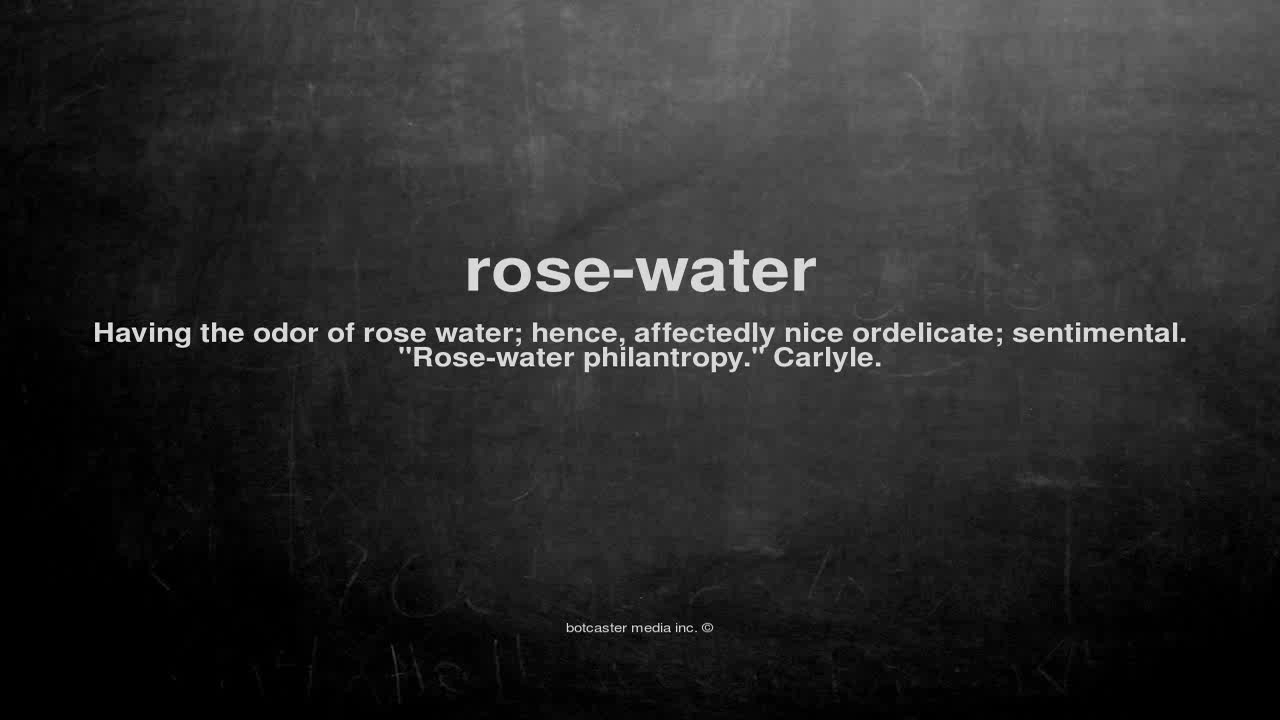 rose-water
Having the odor of rose water; hence, affectedly nice ordelicate; sentimental.
"Rose-water philantropy." Carlyle.
botcaster media inc. ©